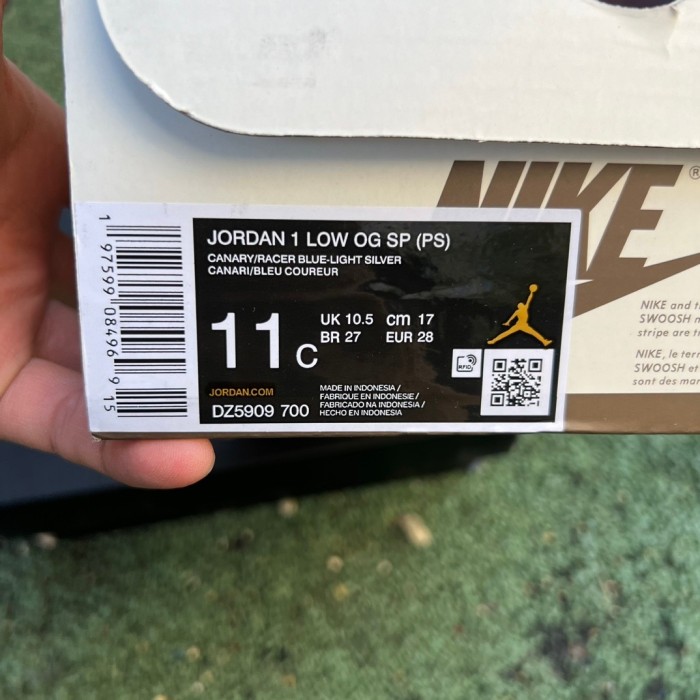 NIKE
®
JORDAN 1 LOW OG SP (PS)
CANARY/RACER BLUE-LIGHT SILVER
CANARI/BLEU COUREUR
11 C
UK 10.5 cm 17
BR 27 EUR 28
RFID
JORDAN.COM
DZ5909 700
MADE IN INDONESIA /
FABRIQUE EN INDONESIE/
FABRICADO NA INDONESIA /
HECHO EN INDONESIA
1 97599 08496 9 15
NIKE and
SWOOSH
stripe are
NIKE, le
SWOOSH et
sont des